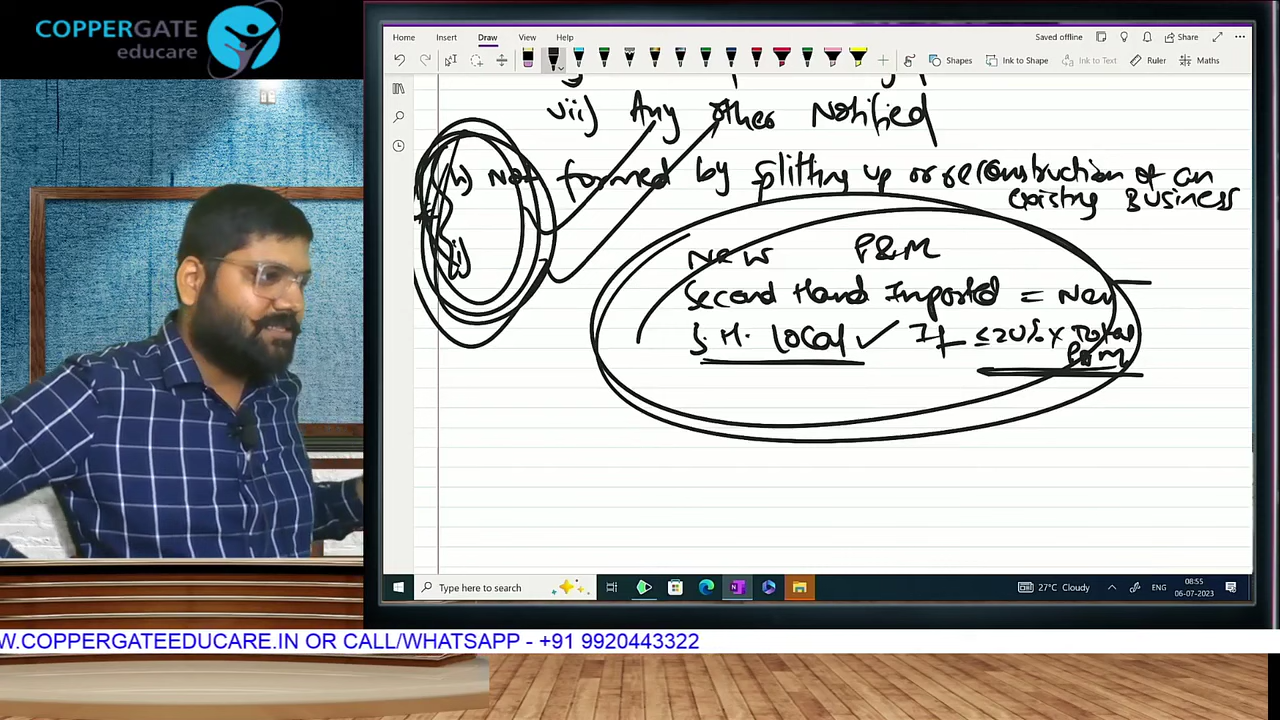 COPPERGATE
educare
Saved offline
Home Insert Draw View Help Share
Shapes Ink to Shape Ink to Text Ruler Maths
vii) Any other Notified
h) Not formed by splitting up or reconstruction of an
existing Business
i)
New P&M
Second Hand Imported = New
S.H. local ✓ If ≤20% x Total
P&M
Type here to search
27°C Cloudy
ENG
08:55
06-07-2023
W.COPPERGATEEDUCARE.IN OR CALL/WHATSAPP - +91 9920443322